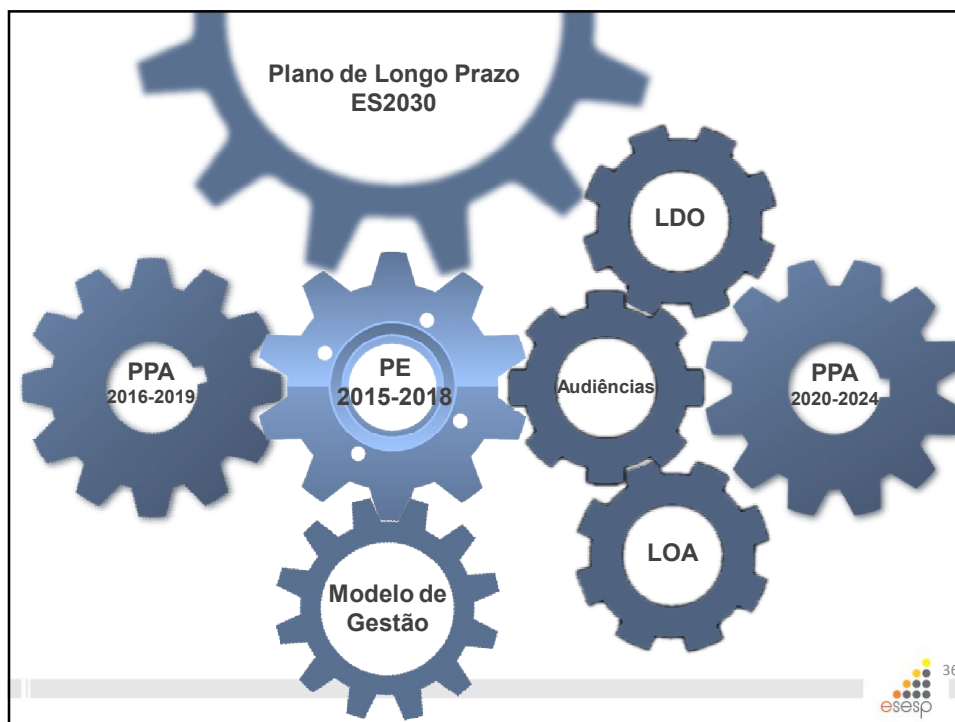 Plano de Longo Prazo
ES2030
LDO
PPA
2016-2019
PE
2015-2018
Audiências
PPA
2020-2024
Modelo de
Gestão
LOA
36
esesp